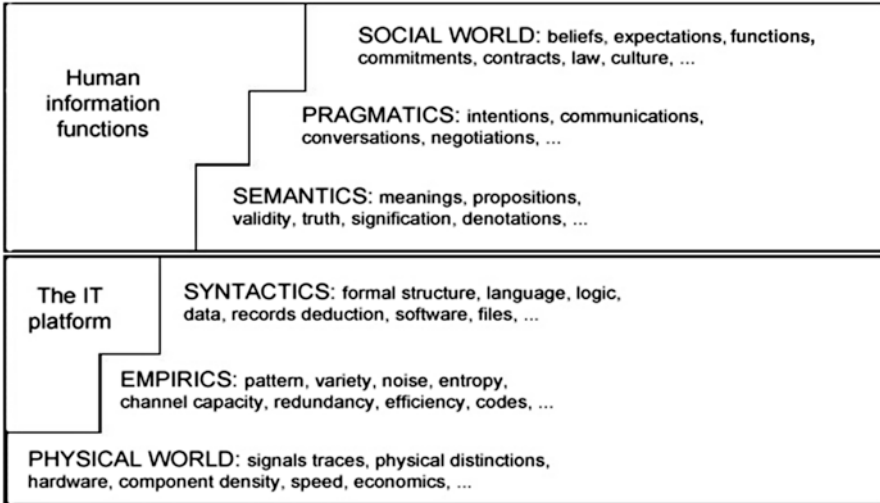 SOCIAL WORLD: beliefs, expectations, functions,
commitments, contracts, law, culture, ...
Human
information
functions
PRAGMATICS: intentions, communications,
conversations, negotiations, ...
SEMANTICS: meanings, propositions,
validity, truth, signification, denotations, ...
The IT
platform
SYNTACTICS: formal structure, language, logic,
data, records deduction, software, files, ...
EMPIRICS: pattern, variety, noise, entropy,
channel capacity, redundancy, efficiency, codes, ...
PHYSICAL WORLD: signals traces, physical distinctions,
hardware, component density, speed, economics, ...